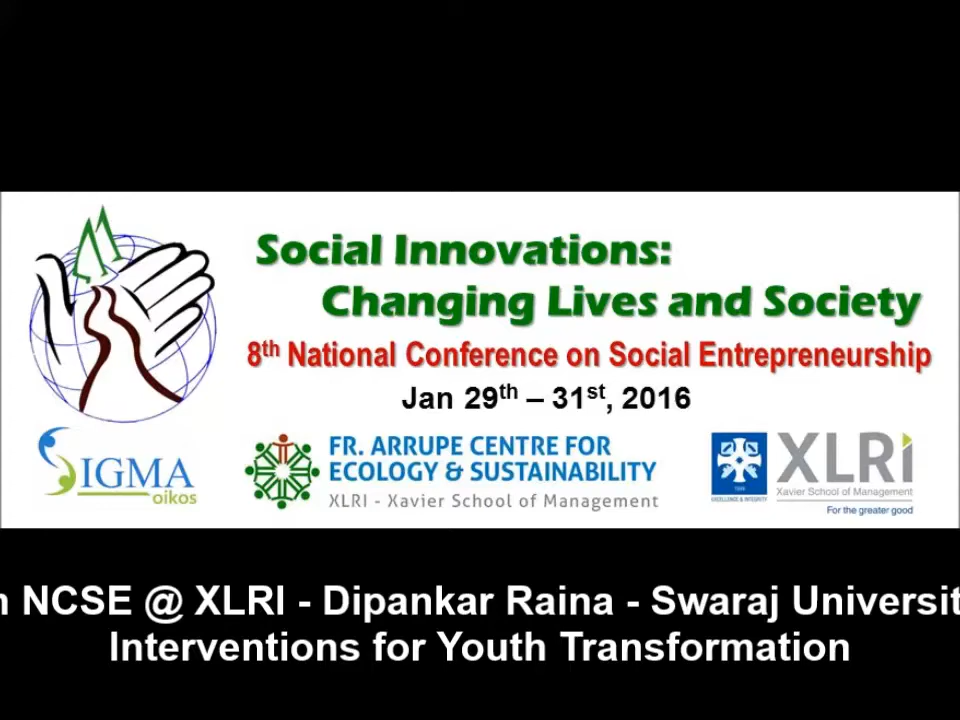 Social Innovations:
Changing Lives and Society
8th National Conference on Social Entrepreneurship
Jan 29th – 31st, 2016
SIGMA
oikos
FR. ARRUPE CENTRE FOR
ECOLOGY & SUSTAINABILITY
XLRI - Xavier School of Management
XLRi
Xavier School of Management
EXCELLENCE & INTEGRITY
For the greater good
NCSE @ XLRI - Dipankar Raina - Swaraj Universit
Interventions for Youth Transformation